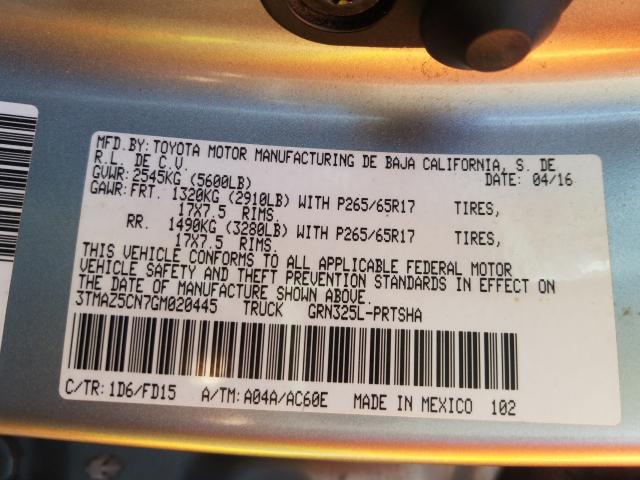 MFD.BY:TOYOTA MOTOR MANUFACTURING DE BAJA CALIFORNIA, S. DE
R.L. DE C.V.
DATE: 04/16
GVWR:2545KG (5600LB)
GAWR:FRT. 1320KG (2910LB) WITH P265/65R17 TIRES,
17X7.5 RIMS.
RR. 1490KG (3280LB) WITH P265/65R17 TIRES,
17X7.5 RIMS.
THIS VEHICLE CONFORMS TO ALL APPLICABLE FEDERAL MOTOR
VEHICLE SAFETY AND THEFT PREVENTION STANDARDS IN EFFECT ON
THE DATE OF MANUFACTURE SHOWN ABOVE.
3TMAZ5CN7GM020445 TRUCK GRN325L-PRTSHA
C/TR:1D6/FD15 A/TM:A04A/AC60E MADE IN MEXICO 102